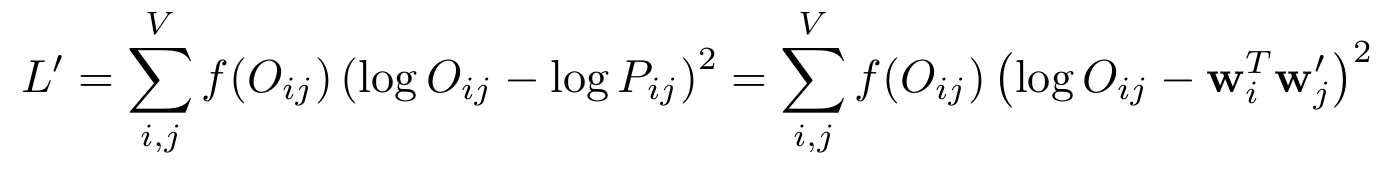 L′ = \sum_{i,j}^{V} f(O_{ij}) (\log O_{ij} − \log P_{ij})^2 = \sum_{i,j}^{V} f(O_{ij}) (\log O_{ij} − \mathbf{w}_i^T \mathbf{w}′_j)^2